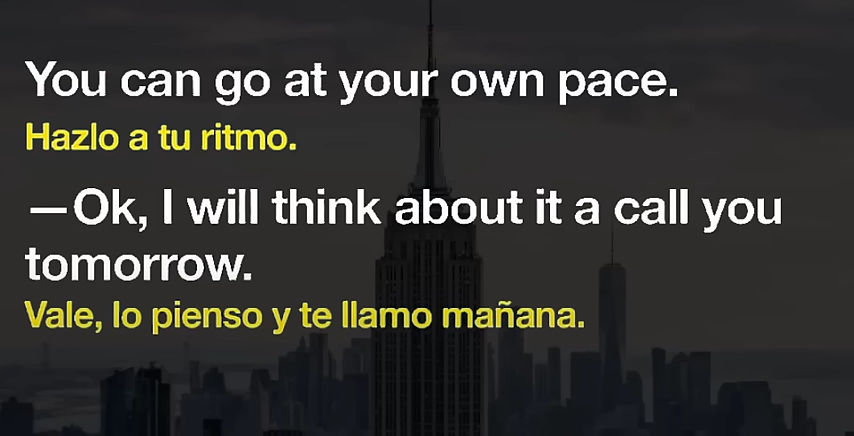 You can go at your own pace.
Hazlo a tu ritmo.
—Ok, I will think about it a call you
tomorrow.
Vale, lo pienso y te llamo mañana.